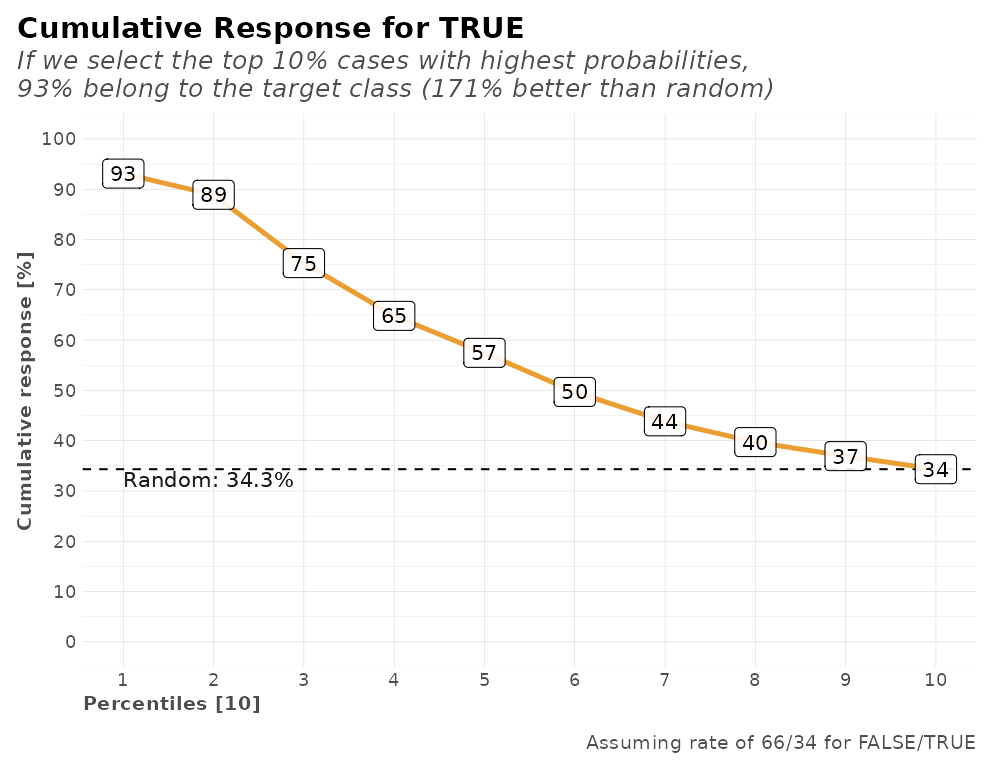 Cumulative Response for TRUE
If we select the top 10% cases with highest probabilities,
93% belong to the target class (171% better than random)
Cumulative response [%]
100
90
80
70
60
50
40
30
20
10
0
93
89
75
65
57
50
44
40
37
34
Random: 34.3%
1 2 3 4 5 6 7 8 9 10
Percentiles [10]
Assuming rate of 66/34 for FALSE/TRUE